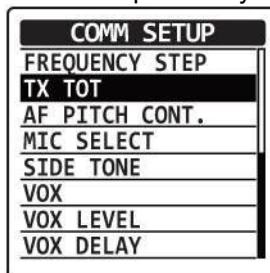 COMM SETUP
FREQUENCY STEP
TX TOT
AF PITCH CONT.
MIC SELECT
SIDE TONE
VOX
VOX LEVEL
VOX DELAY